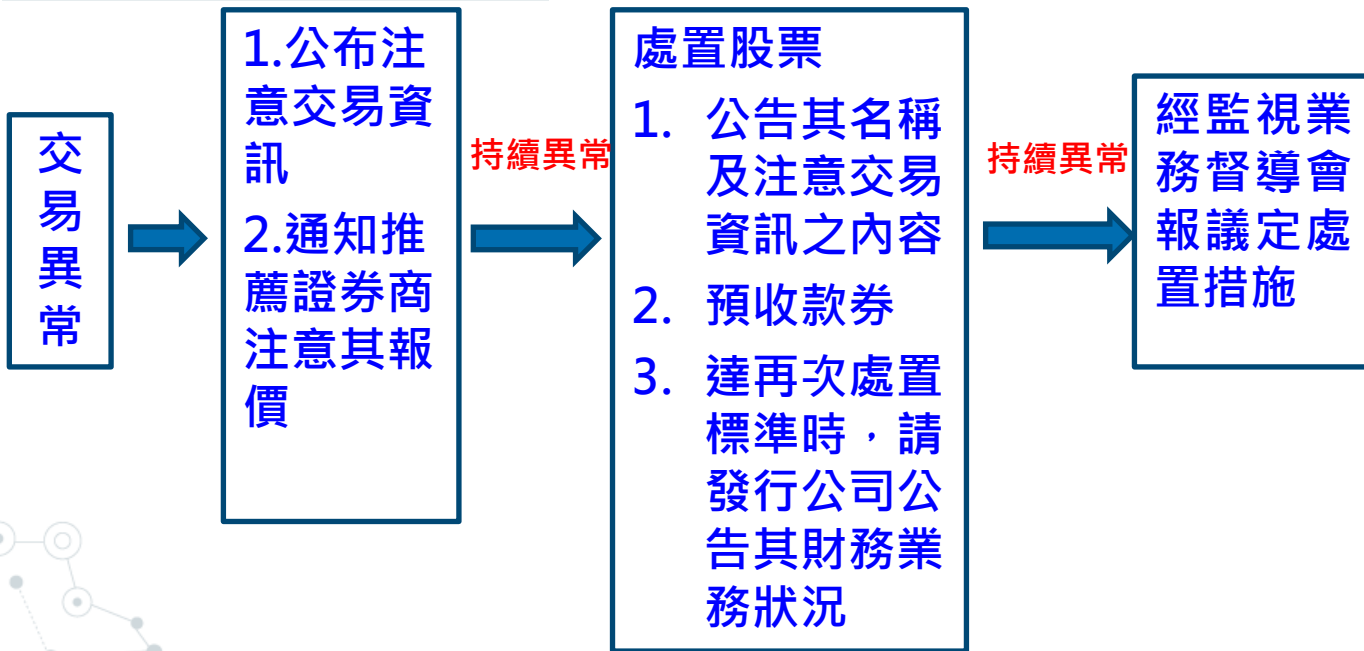 交
易
異
常
1.公布注
意交易資
訊
2.通知推
薦證券商
注意其報
價
持續異常
處置股票
1. 公告其名稱
及注意交易
資訊之內容
2. 預收款券
3. 達再次處置
標準時，請
發行公司公
告其財務業
務狀況
持續異常
經監視業
務督導會
報議定處
置措施